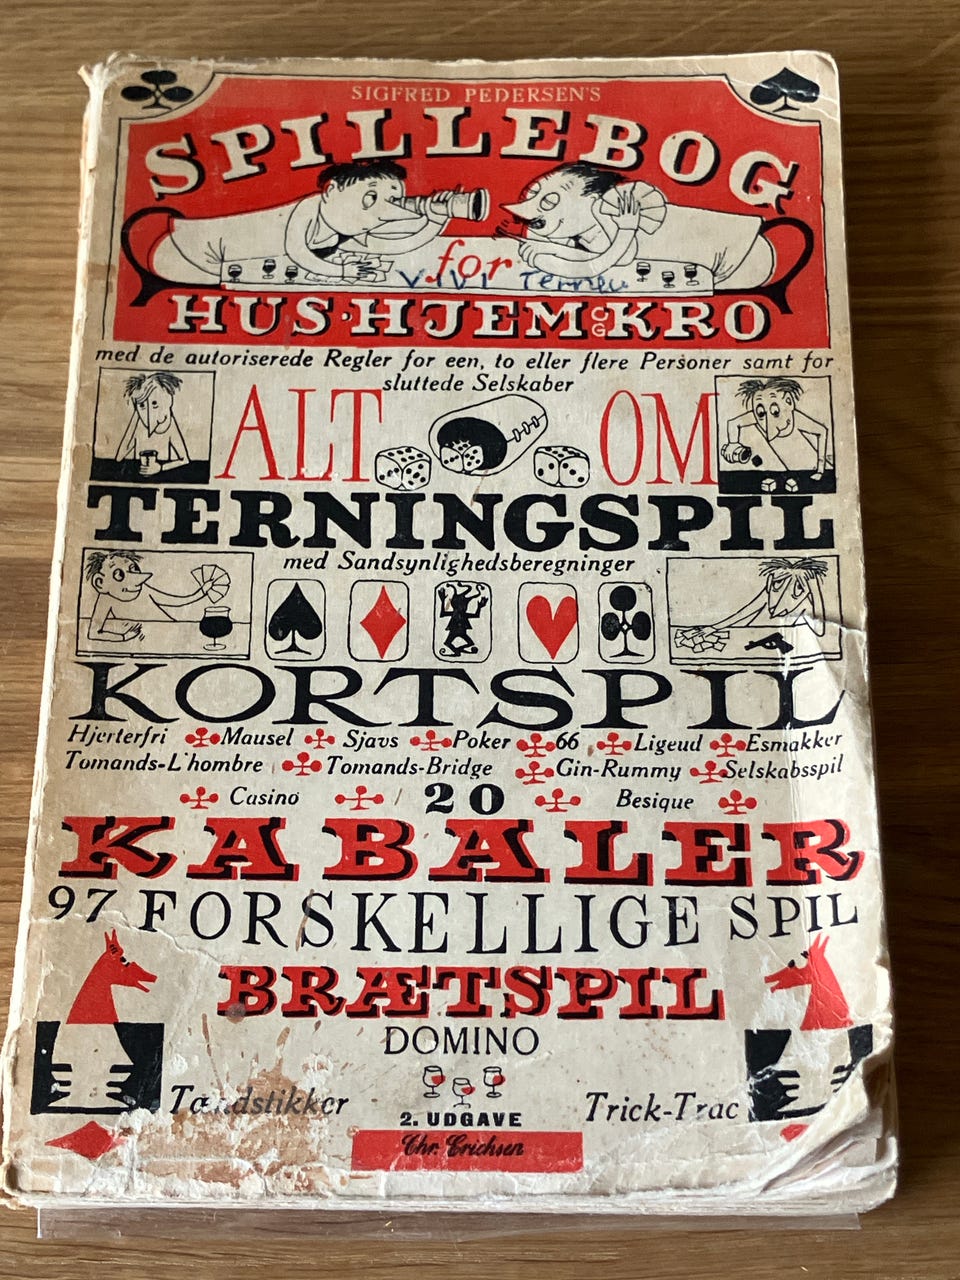 SIGFRED PEDERSEN'S
SPILLEBOG
for
HUS·HJEM OG KRO
med de autoriserede Regler for een, to eller flere Personer samt for
sluttede Selskaber
ALT OM
TERNINGSPIL
med Sandsynlighedsberegninger
KORTSPIL
Hjerterfri Mausel Sjavs Poker 66 Ligeud Esmakker
Tomands-L'hombre Tomands-Bridge Gin-Rummy Selskabsspil
Casino 20 Besique
KABALER
97 FORSKELLIGE SPIL
BRÆTSPIL
DOMINO
Tændstikker Trick-Trac
2. UDGAVE
Chr. Erichsen